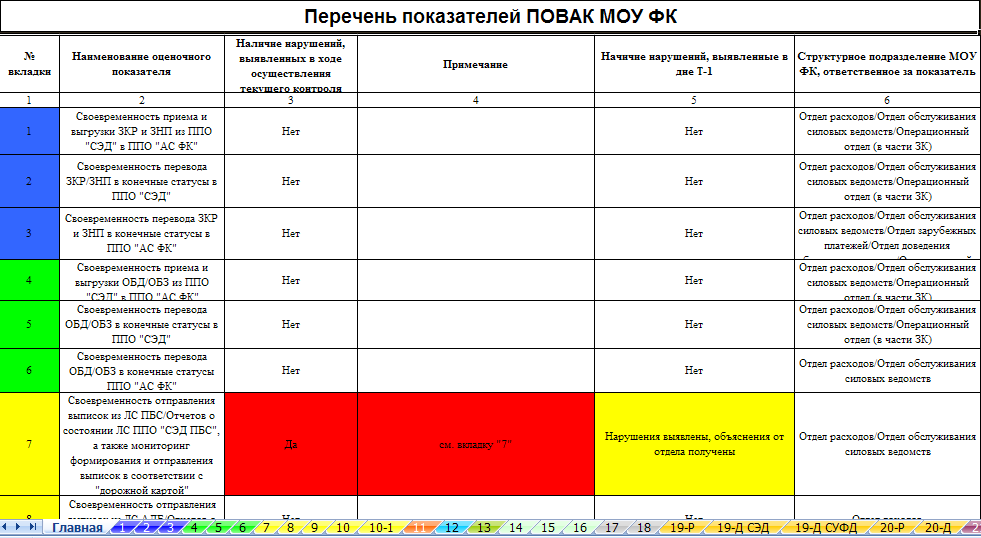 Перечень показателей ПОВАК МОУ ФК
№ вкладки
Наименование оценочного показателя
Наличие нарушений, выявленных в ходе осуществления текущего контроля
Примечание
Начичие нарушений, выявленные в дне Т-1
Структурное подразделение МОУ ФК, ответственное за показатель
1 2 3 4 5 6
1
Своевременность приема и
выгрузки ЗКР и ЗНП из ППО
"СЭД" в ППО "АС ФК"
Нет
Нет
Отдел расходов/Отдел обслуживания
силовых ведомств/Операционный
отдел (в части ЗК)
2
Своевременность перевода
ЗКР/ЗНП в конечные статусы в
ППО "СЭД"
Нет
Нет
Отдел расходов/Отдел обслуживания
силовых ведомств/Операционный
отдел (в части ЗК)
3
Своевременность перевода ЗКР
и ЗНП в конечные статусы в
ППО "АС ФК"
Нет
Нет
Отдел расходов/Отдел обслуживания
силовых ведомств/Отдел зарубежных
платежей/Отдел доведения
4
Своевременность приема и
выгрузки ОБД/ОБЗ из ППО
"СЭД" в ППО "АС ФК"
Нет
Нет
Отдел расходов/Отдел обслуживания
силовых ведомств/Операционный
отдел (в части ЗК)
5
Своевременность перевода
ОБД/ОБЗ в конечные статусы в
ППО "СЭД"
Нет
Нет
Отдел расходов/Отдел обслуживания
силовых ведомств/Операционный
отдел (в части ЗК)
6
Своевременность перевода
ОБД/ОБЗ в конечные статусы
ППО "АС ФК"
Нет
Нет
Отдел расходов/Отдел обслуживания
силовых ведомств
7
Своевременность отправления
выписок из ЛС ПБС/Отчетов о
состоянии ЛС ППО "СЭД ПБС",
а также мониторинг
формирования и отправления
выписок в соответствии с
"дорожной картой"
Да
см. вкладку "7"
Нарушения выявлены, объяснения от
отдела получены
Отдел расходов/Отдел обслуживания
силовых ведомств
8
Своевременность отправления
Главная 1 2 3 4 5 6 7 8 9 10 10-1 11 12 13 14 15 16 17 18 19-Р 19-Д СЭД 19-Д СУФД 20-Р 20-Д 2